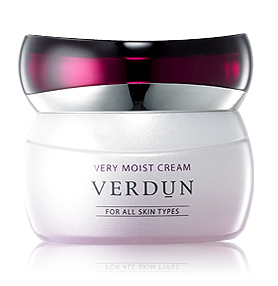 VERY MOIST CREAM
VERDUN
FOR ALL SKIN TYPES